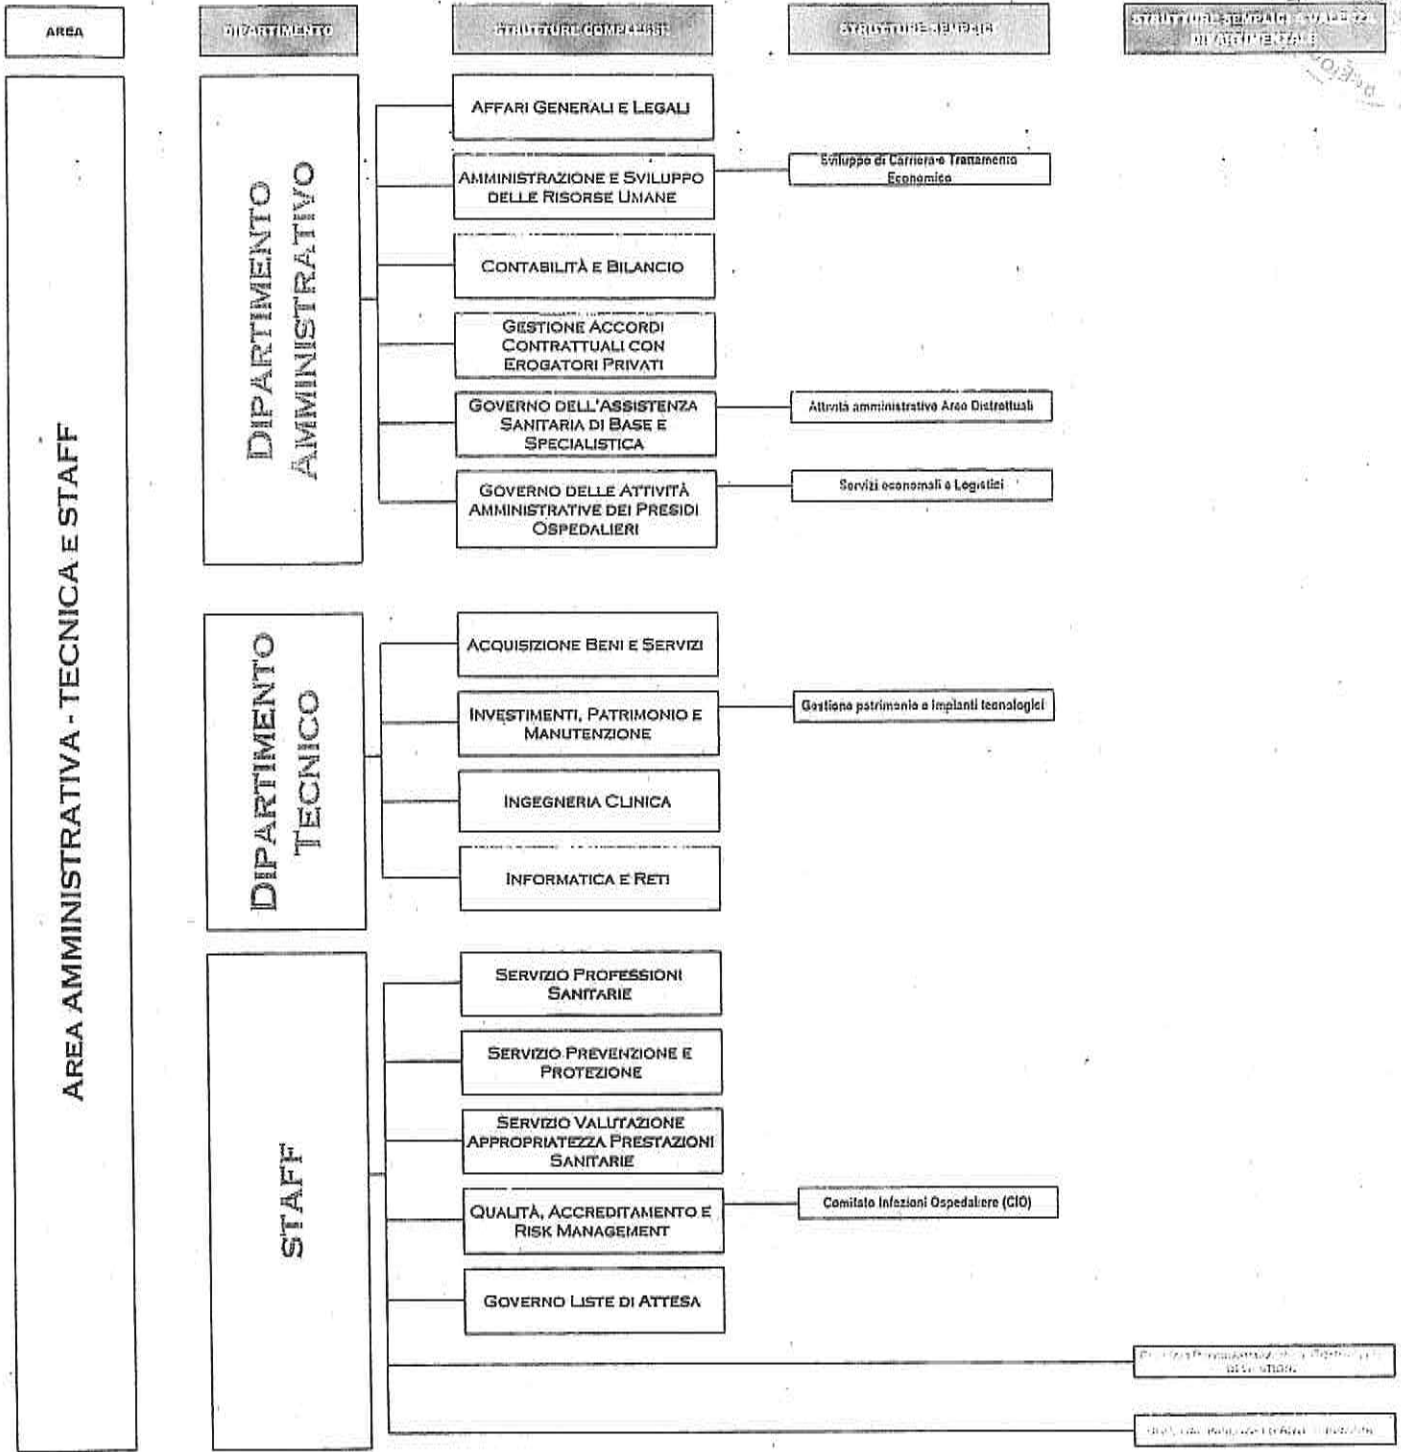 AREA
DIPARTIMENTO
STRUTTURE COMPLESSE
STRUTTURE SEMPLICI
STRUTTURE SEMPLICI A VALENZA
DIPARTIMENTALE
AREA AMMINISTRATIVA - TECNICA E STAFF
DIPARTIMENTO
AMMINISTRATIVO
AFFARI GENERALI E LEGALI
AMMINISTRAZIONE E SVILUPPO
DELLE RISORSE UMANE
Sviluppo di Carriera e Trattamento
Economico
CONTABILITÀ E BILANCIO
GESTIONE ACCORDI
CONTRATTUALI CON
EROGATORI PRIVATI
GOVERNO DELL'ASSISTENZA
SANITARIA DI BASE E
SPECIALISTICA
Attività amministrative Aree Distrettuali
GOVERNO DELLE ATTIVITÀ
AMMINISTRATIVE DEI PRESIDI
OSPEDALIERI
Servizi economali e Logistici
DIPARTIMENTO
TECNICO
ACQUISIZIONE BENI E SERVIZI
INVESTIMENTI, PATRIMONIO E
MANUTENZIONE
Gestione patrimonio e impianti tecnologici
INGEGNERIA CLINICA
INFORMATICA E RETI
STAFF
SERVIZIO PROFESSIONI
SANITARIE
SERVIZIO PREVENZIONE E
PROTEZIONE
SERVIZIO VALUTAZIONE
APPROPRIATEZZA PRESTAZIONI
SANITARIE
QUALITÀ, ACCREDITAMENTO E
RISK MANAGEMENT
Comitato Infezioni Ospedaliere (CIO)
GOVERNO LISTE DI ATTESA